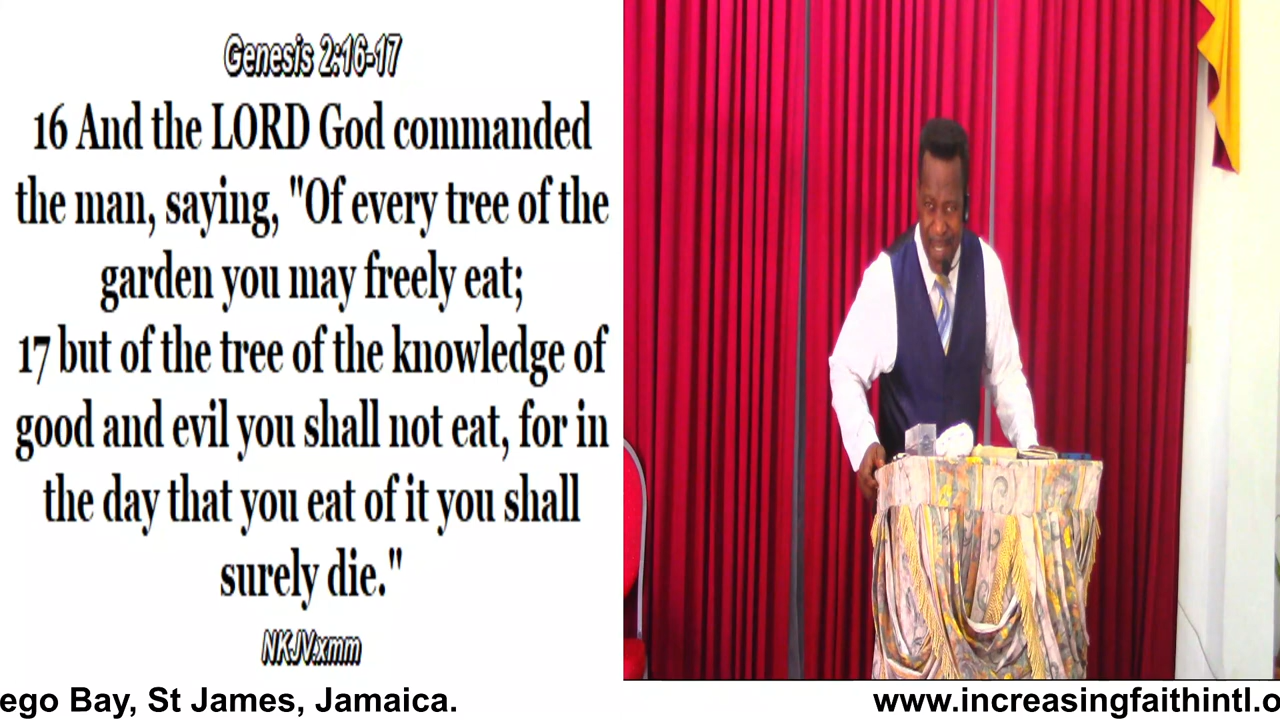 Genesis 2:16-17
16 And the LORD God commanded
the man, saying, "Of every tree of the
garden you may freely eat;
17 but of the tree of the knowledge of
good and evil you shall not eat, for in
the day that you eat of it you shall
surely die."
NKJV.xmm
ego Bay, St James, Jamaica.
www.increasingfaithintl.o